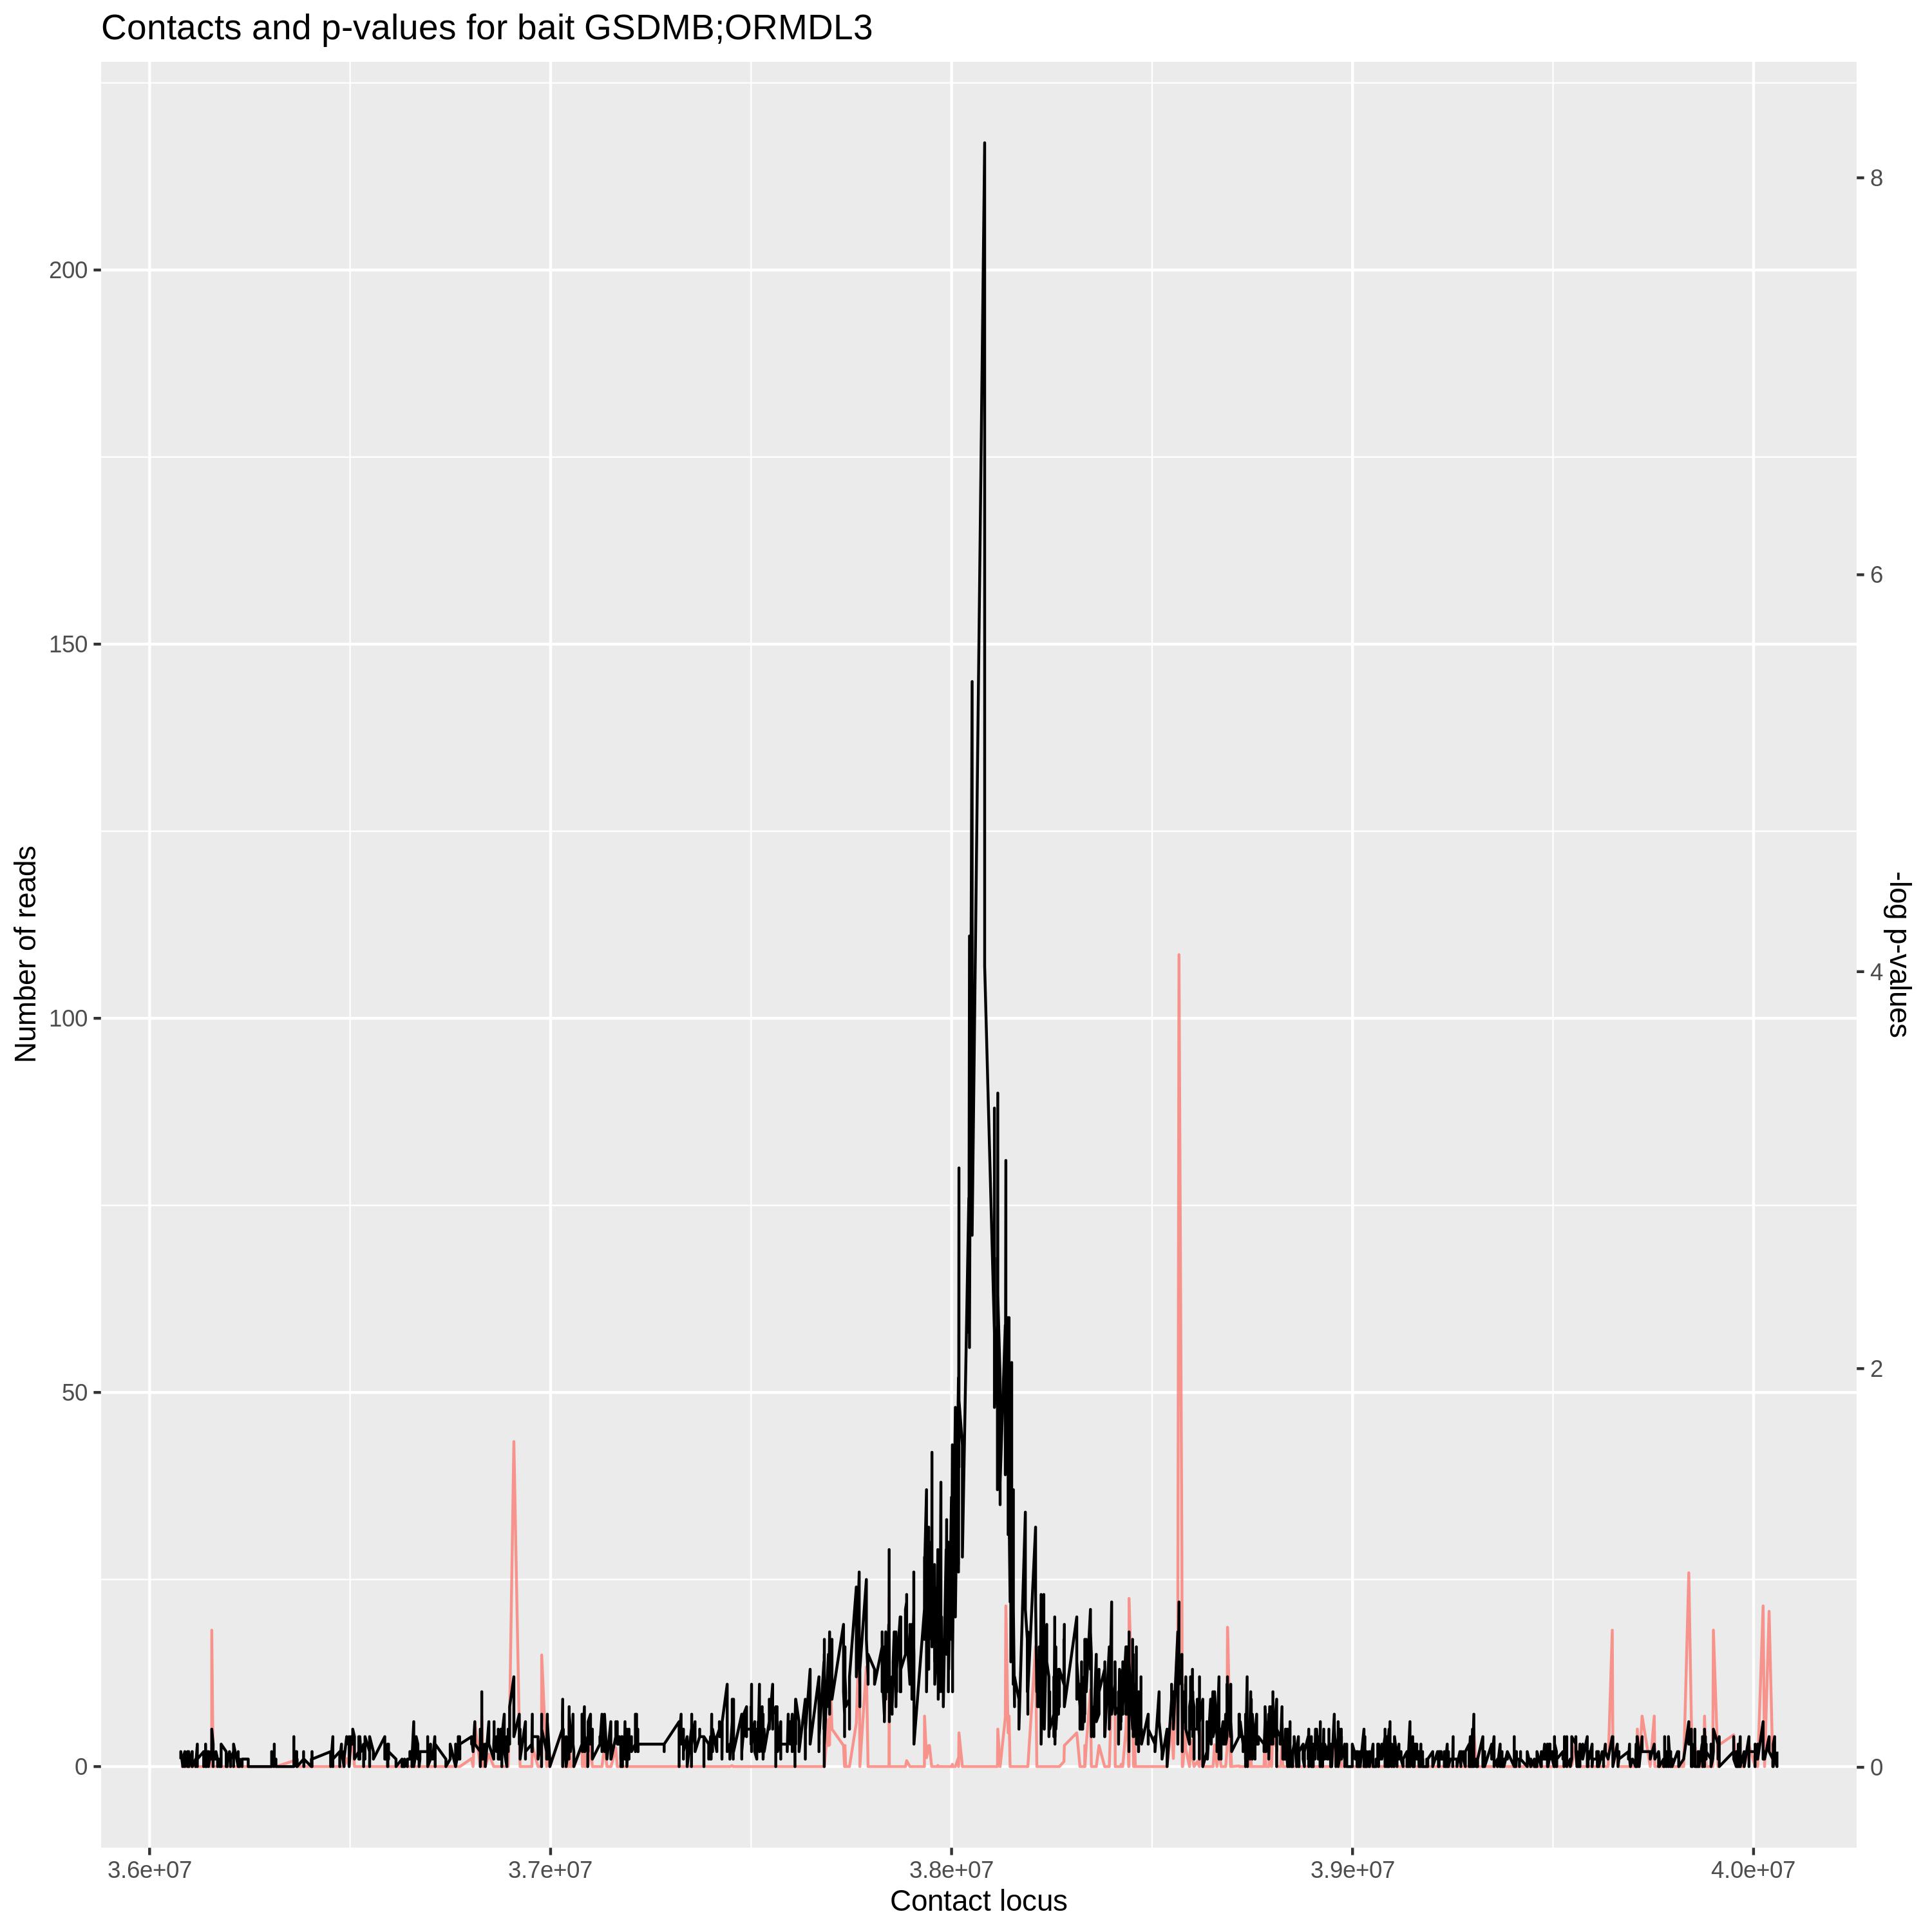 Contacts and p-values for bait GSDMB;ORMDL3
Number of reads
200
150
100
50
0
8
6
4
2
0
-log p-values
3.6e+07
3.7e+07
3.8e+07
3.9e+07
4.0e+07
Contact locus